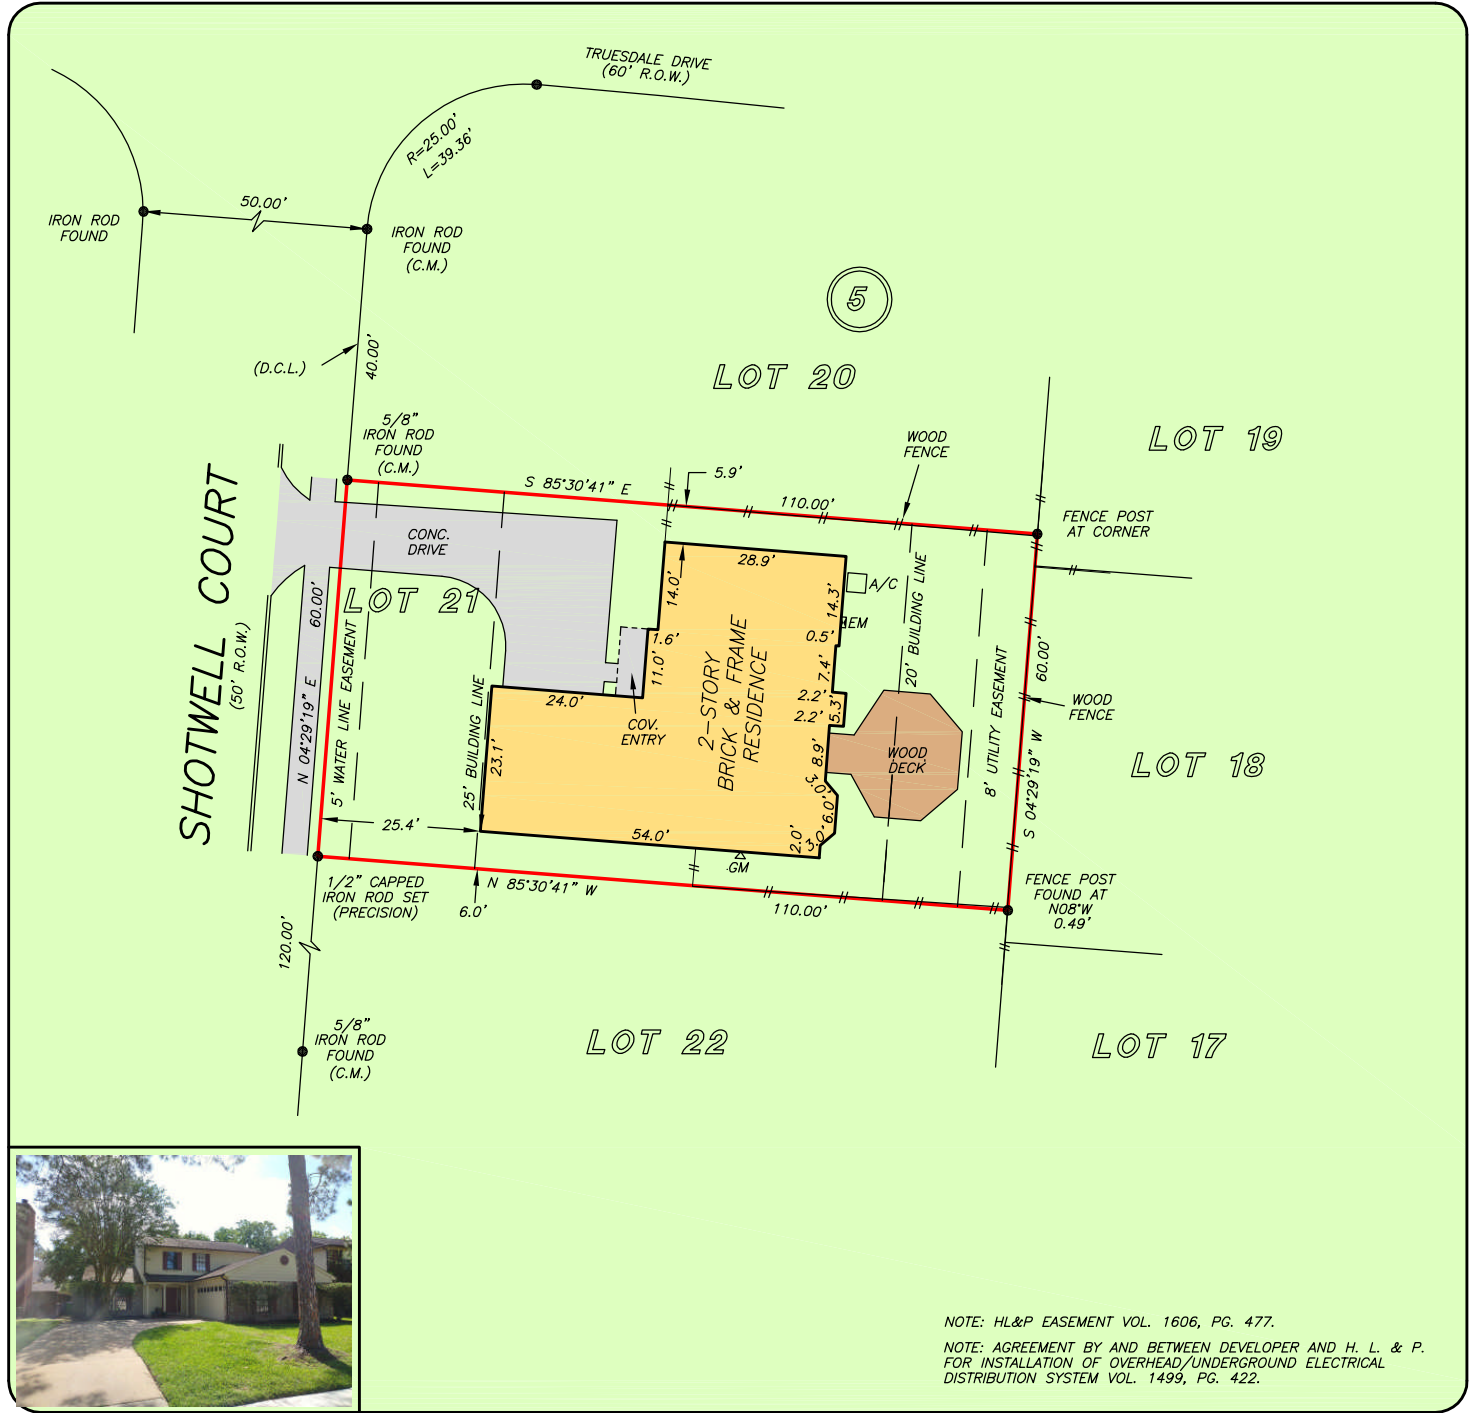 TRUESDALE DRIVE
(60' R.O.W.)
R=25.00'
L=39.36'
50.00'
IRON ROD
FOUND
IRON ROD
FOUND
(C.M.)
5
(D.C.L.)
40.00'
LOT 20
5/8"
IRON ROD
FOUND
(C.M.)
WOOD
FENCE
LOT 19
S 85°30'41" E
5.9'
110.00'
FENCE POST
AT CORNER
SHOTWELL COURT
(50' R.O.W.)
CONC.
DRIVE
28.9'
14.0'
14.3'
A/C
EM
0.5'
LOT 21
60.00'
N 04°29'19" E
5' WATER LINE EASEMENT
25' BUILDING LINE
1.6'
11.0'
24.0'
23.1'
COV.
ENTRY
2-STORY
BRICK & FRAME
RESIDENCE
7.4'
2.2'
5.3'
2.2'
8.9'
3.0'
6.0'
3.0'
2.0'
WOOD
DECK
20' BUILDING LINE
8' UTILITY EASEMENT
60.00'
S 04°29'19" W
WOOD
FENCE
LOT 18
25.4'
54.0'
GM
1/2" CAPPED
IRON ROD SET
(PRECISION)
N 85°30'41" W
6.0'
110.00'
FENCE POST
FOUND AT
N08°W
0.49'
120.00'
5/8"
IRON ROD
FOUND
(C.M.)
LOT 22
LOT 17
NOTE: HL&P EASEMENT VOL. 1606, PG. 477.
NOTE: AGREEMENT BY AND BETWEEN DEVELOPER AND H. L. & P.
FOR INSTALLATION OF OVERHEAD/UNDERGROUND ELECTRICAL
DISTRIBUTION SYSTEM VOL. 1499, PG. 422.